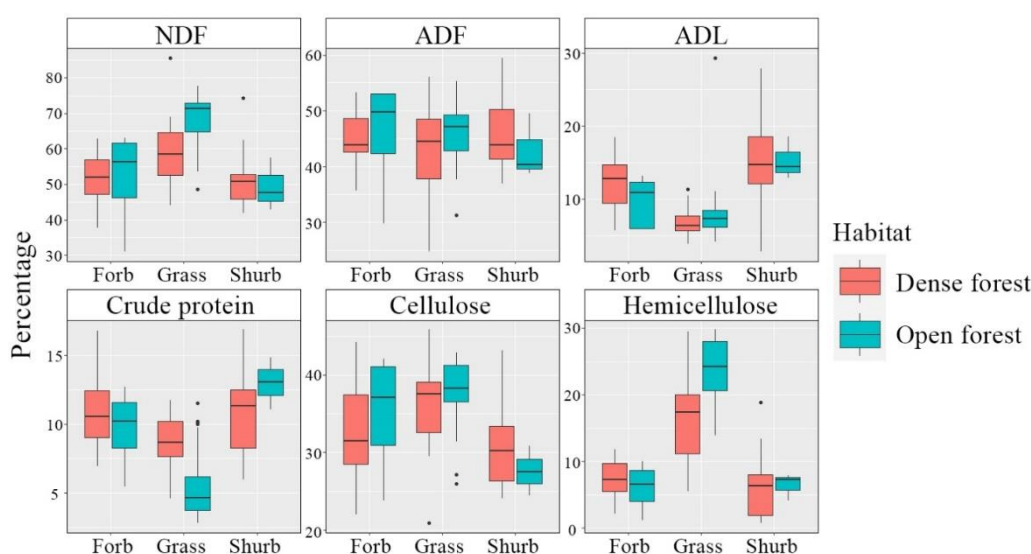 NDF ADF ADL
80
70
60
50
40
30
60
50
40
30
30
20
10
Forb Grass Shurb Forb Grass Shurb Forb Grass Shurb
Percentage
Crude protein Cellulose Hemicellulose
15
10
5
40
30
20
30
20
10
0
Forb Grass Shurb Forb Grass Shurb Forb Grass Shurb
Habitat
Dense forest
Open forest